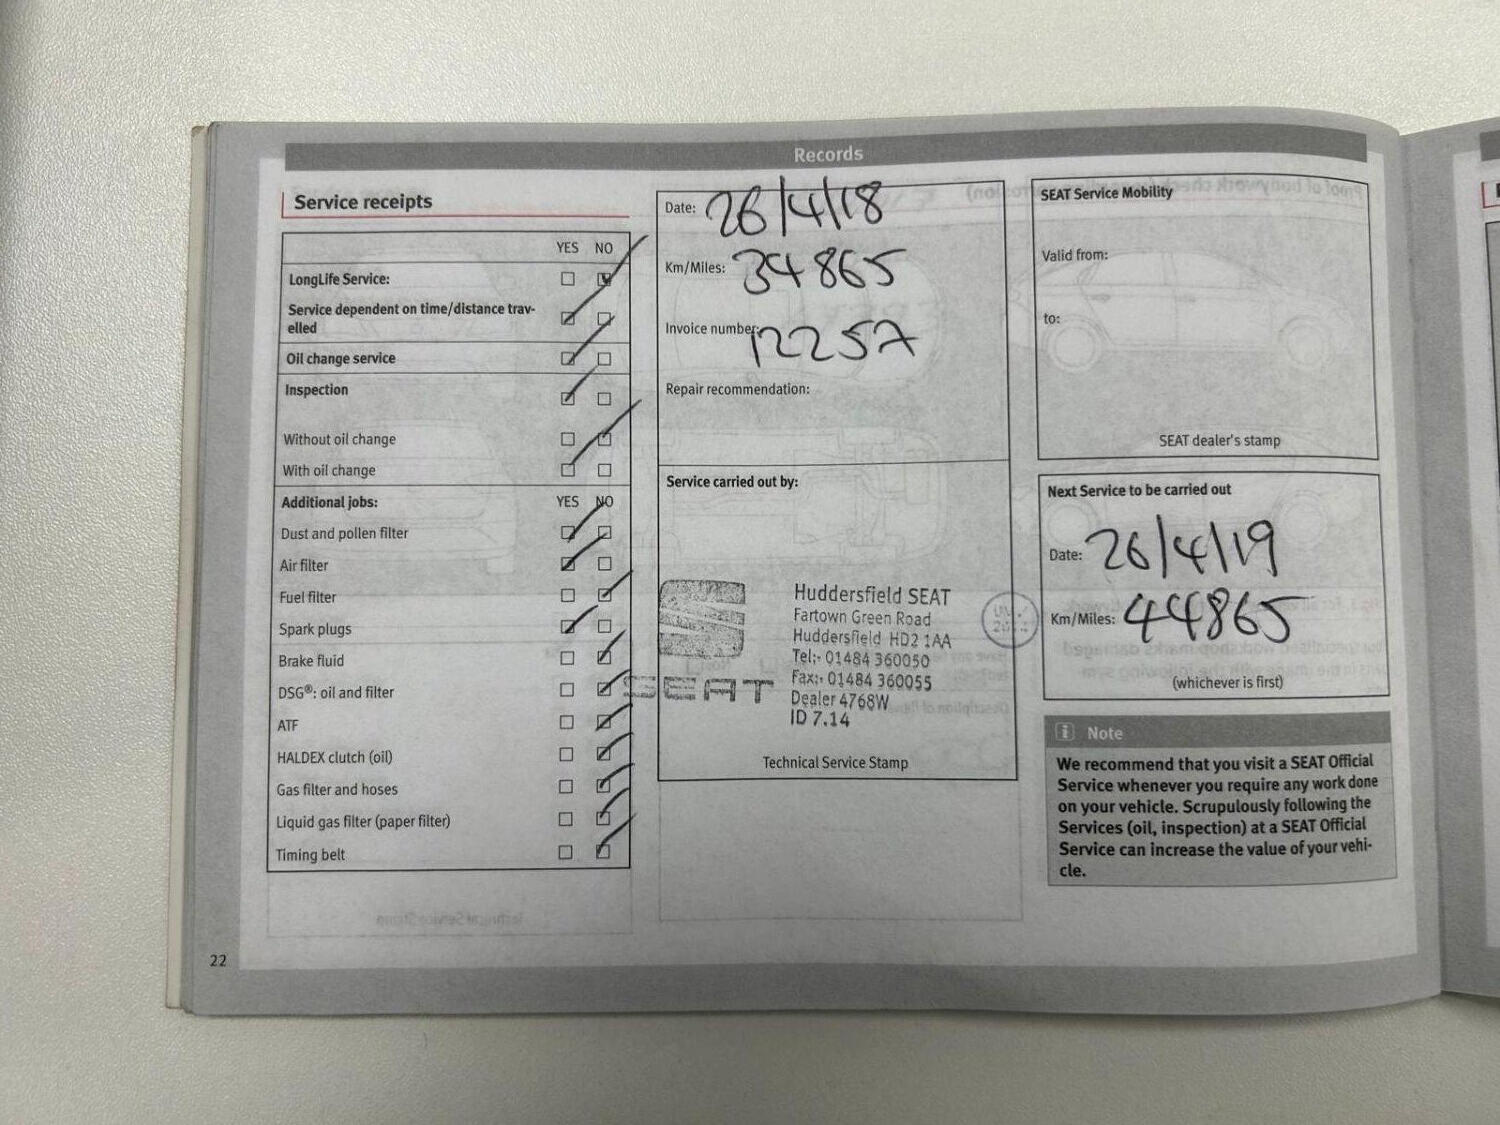 Records
Service receipts
YES NO
LongLife Service:
Service dependent on time/distance trav-
elled
Oil change service
Inspection
Without oil change
With oil change
Additional jobs: YES NO
Dust and pollen filter
Air filter
Fuel filter
Spark plugs
Brake fluid
DSG®: oil and filter
ATF
HALDEX clutch (oil)
Gas filter and hoses
Liquid gas filter (paper filter)
Timing belt
22
Date: 26/4/18
Km/Miles: 34865
Invoice number: 12257
Repair recommendation:
Service carried out by:
SEAT
Huddersfield SEAT
Fartown Green Road
Huddersfield HD2 1AA
Tel:- 01484 360050
Fax:- 01484 360055
Dealer 4768W
ID 7.14
Technical Service Stamp
SEAT Service Mobility
Valid from:
to:
SEAT dealer's stamp
Next Service to be carried out
Date: 26/4/19
Km/Miles: 44865
(whichever is first)
i Note
We recommend that you visit a SEAT Official
Service whenever you require any work done
on your vehicle. Scrupulously following the
Services (oil, inspection) at a SEAT Official
Service can increase the value of your vehi-
cle.